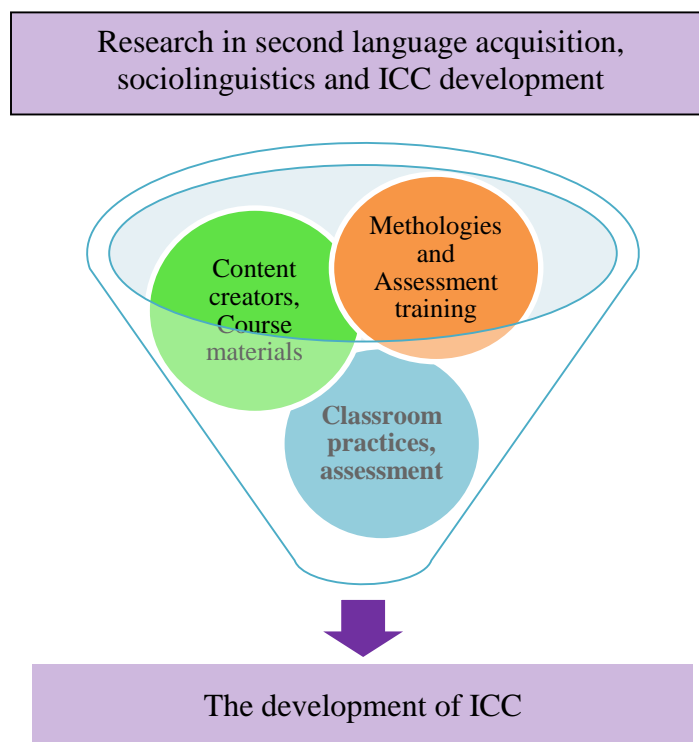 Research in second language acquisition,
sociolinguistics and ICC development
Methologies
and
Assessment
training
Content
creators,
Course
materials
Classroom
practices,
assessment
The development of ICC